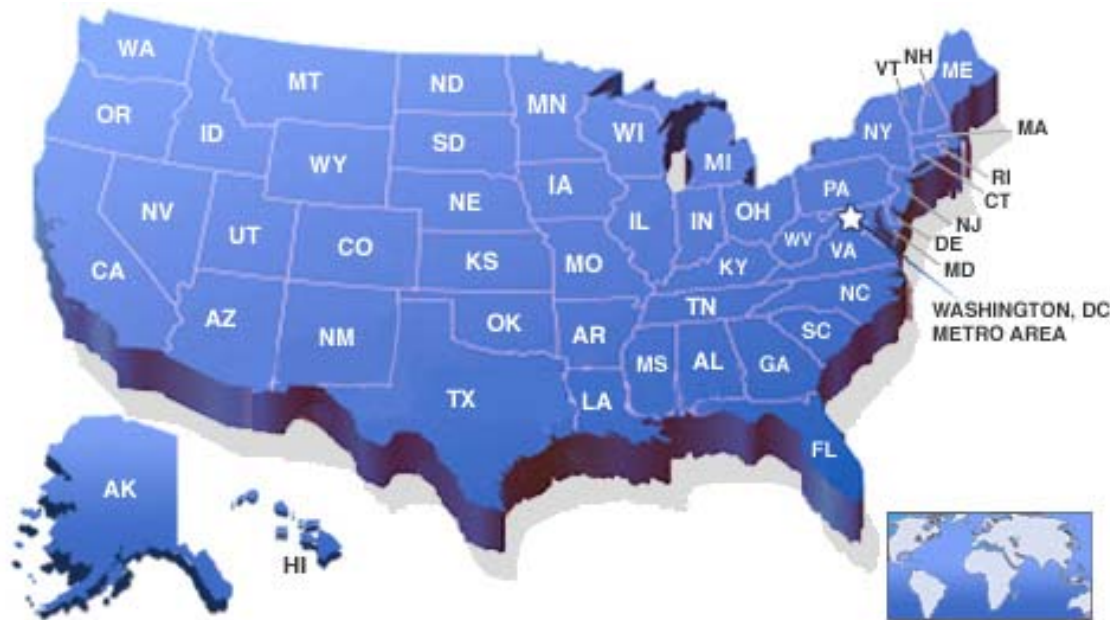 WA
MT
ND
MN
VT
NH
ME
OR
ID
SD
WI
NY
MA
WY
MI
RI
CT
NV
UT
CO
NE
IA
IL
IN
OH
PA
NJ
DE
MD
CA
KS
MO
KY
WV
VA
WASHINGTON, DC
METRO AREA
AZ
NM
OK
AR
TN
NC
SC
TX
LA
MS
AL
GA
FL
AK
HI